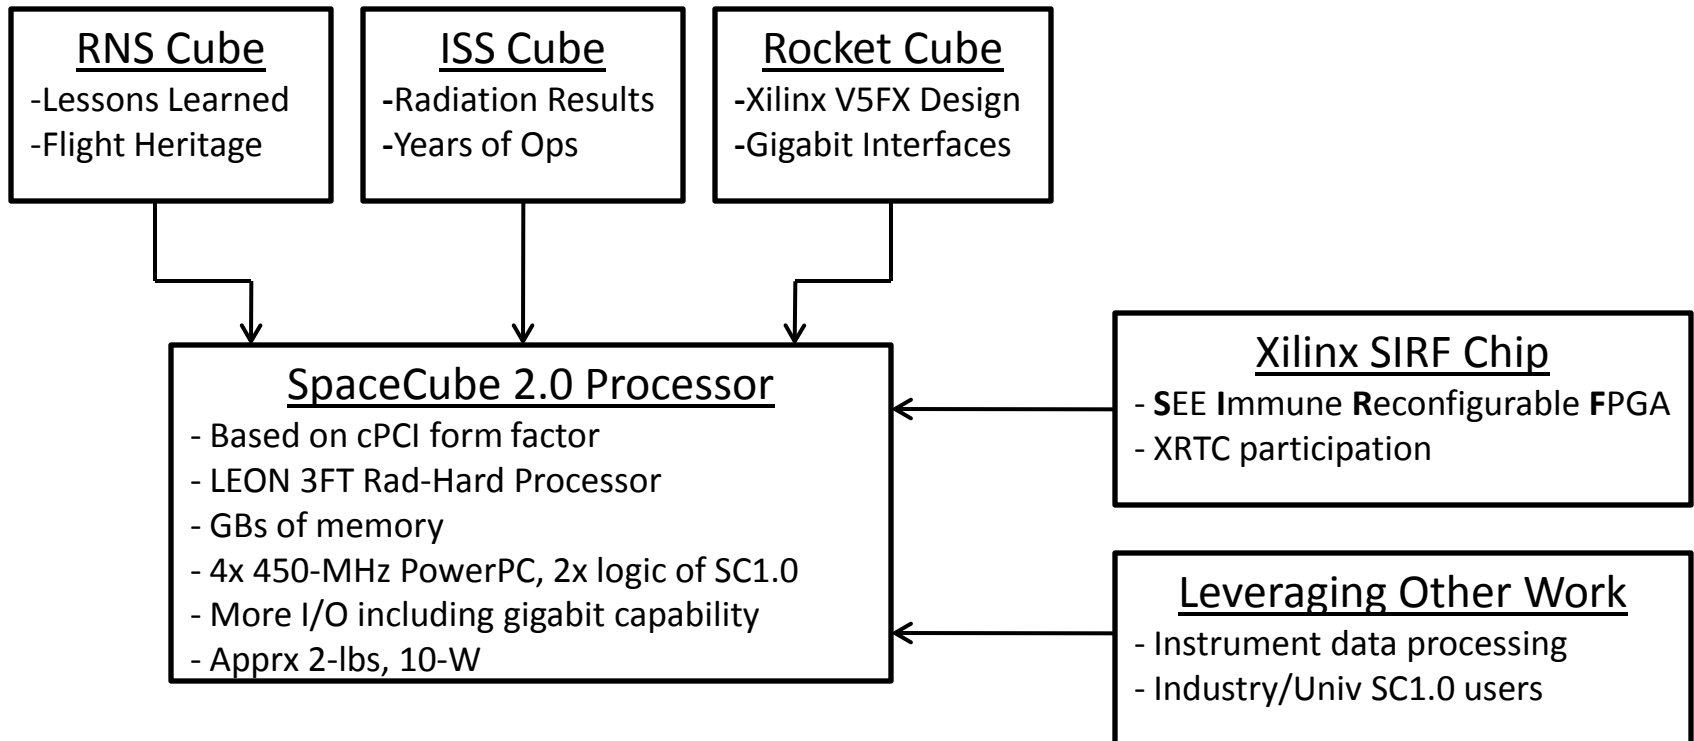 RNS Cube
-Lessons Learned
-Flight Heritage
ISS Cube
-Radiation Results
-Years of Ops
Rocket Cube
-Xilinx V5FX Design
-Gigabit Interfaces
SpaceCube 2.0 Processor
- Based on cPCI form factor
- LEON 3FT Rad-Hard Processor
- GBs of memory
- 4x 450-MHz PowerPC, 2x logic of SC1.0
- More I/O including gigabit capability
- Apprx 2-lbs, 10-W
Xilinx SIRF Chip
- SEE Immune Reconfigurable FPGA
- XRTC participation
Leveraging Other Work
- Instrument data processing
- Industry/Univ SC1.0 users